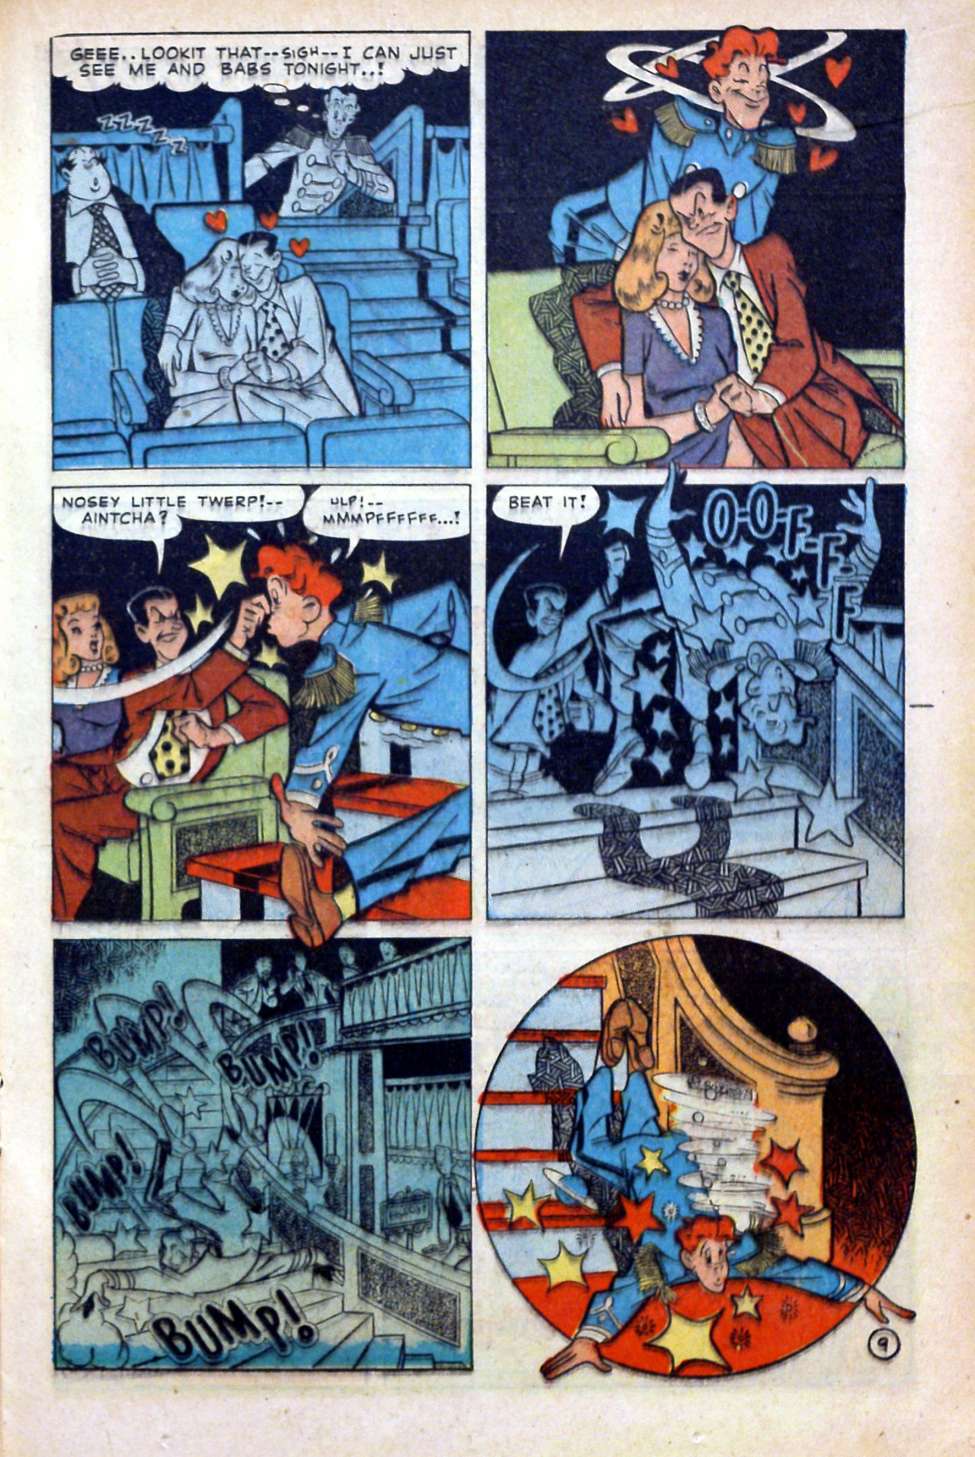 GEEE..LOOKIT THAT--SIGH--I CAN JUST
SEE ME AND BABS TONIGHT..!
ZZZZZ
NOSEY LITTLE TWERP!--
AINTCHA?
ULP!--
MMMPFFFFFF...!
BEAT IT!
O-O-F-F-F
BUMP!
BUMP!
BUMP!
BUMP!
9